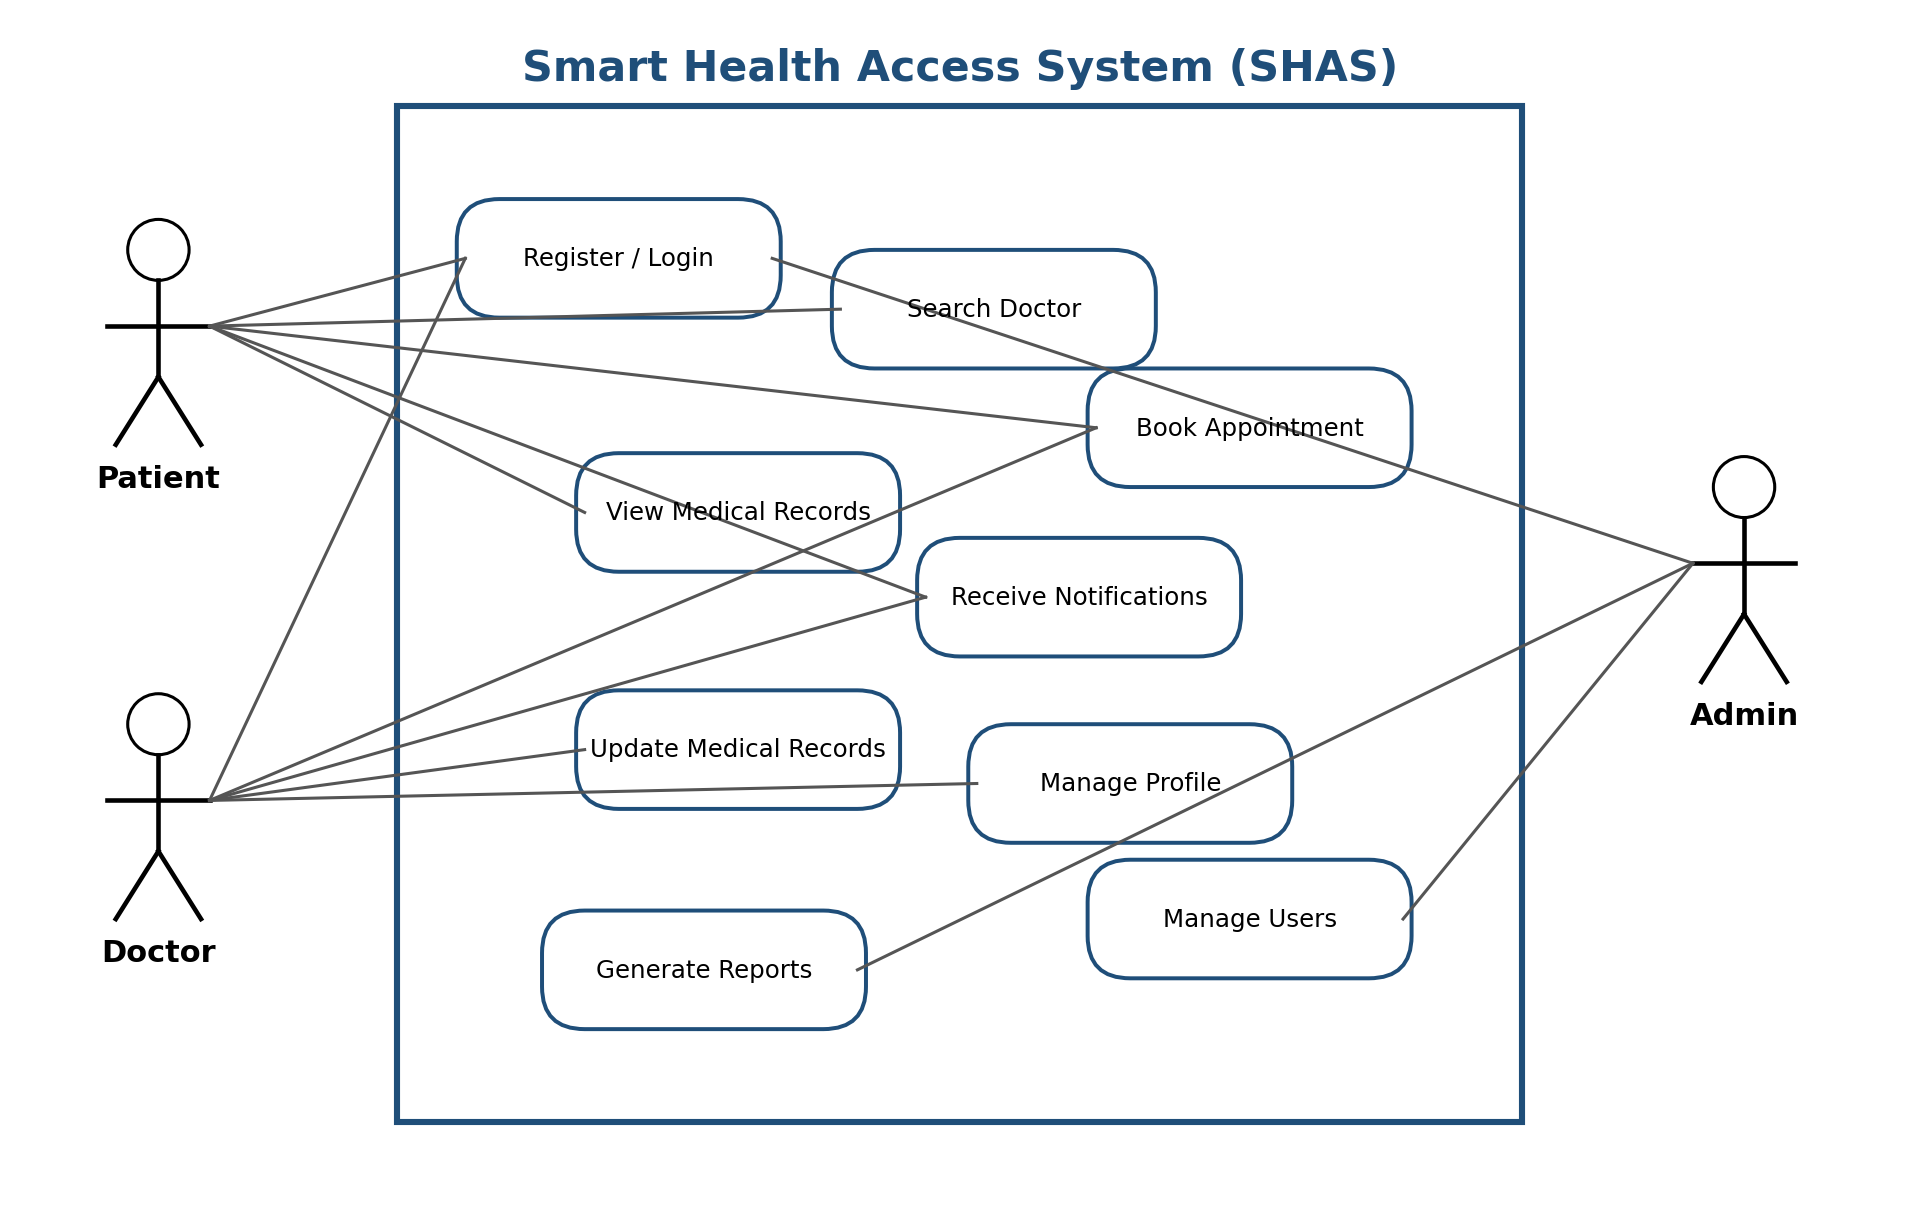 Smart Health Access System (SHAS)
Register / Login
Search Doctor
Book Appointment
Patient
View Medical Records
Receive Notifications
Admin
Update Medical Records
Manage Profile
Manage Users
Doctor
Generate Reports